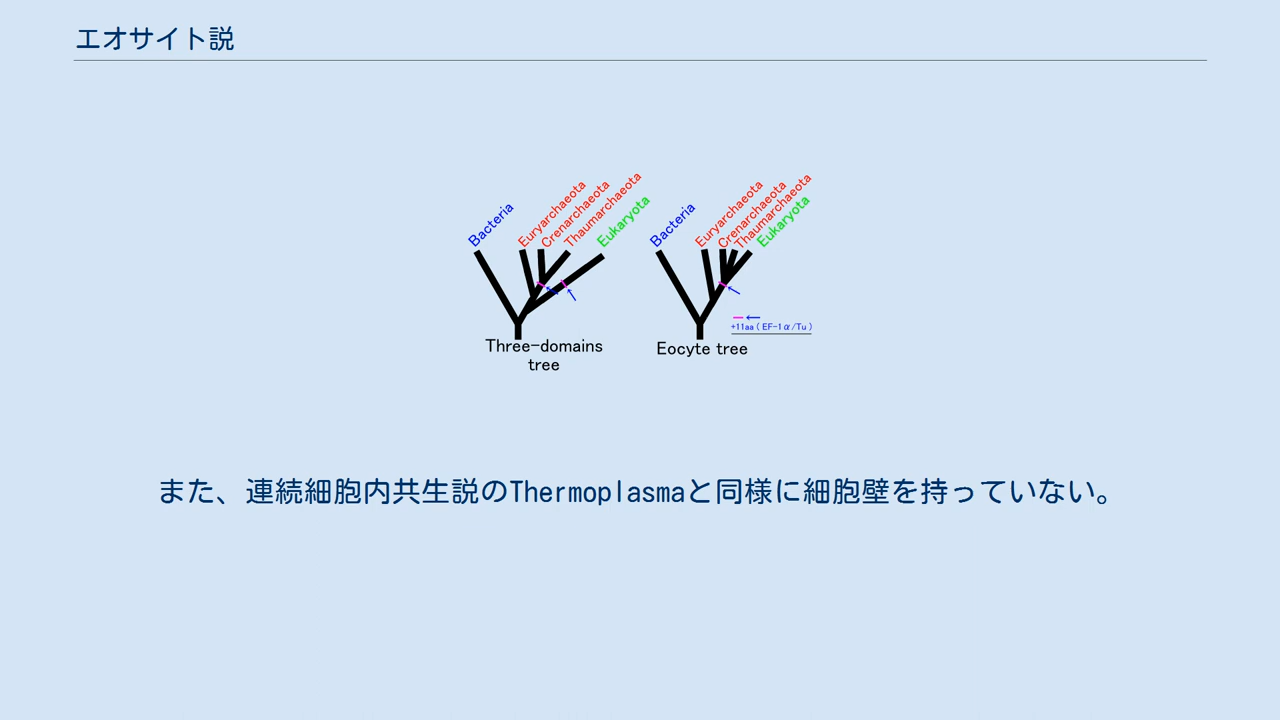 エオサイト説
Bacteria
Euryarchaeota
Crenarchaeota
Thaumarchaeota
Eukaryota
Three-domains
tree
Bacteria
Euryarchaeota
Crenarchaeota
Thaumarchaeota
Eukaryota
+11aa ( EF-1α/Tu )
Eocyte tree
また、連続細胞内共生説のThermoplasmaと同様に細胞壁を持っていない。